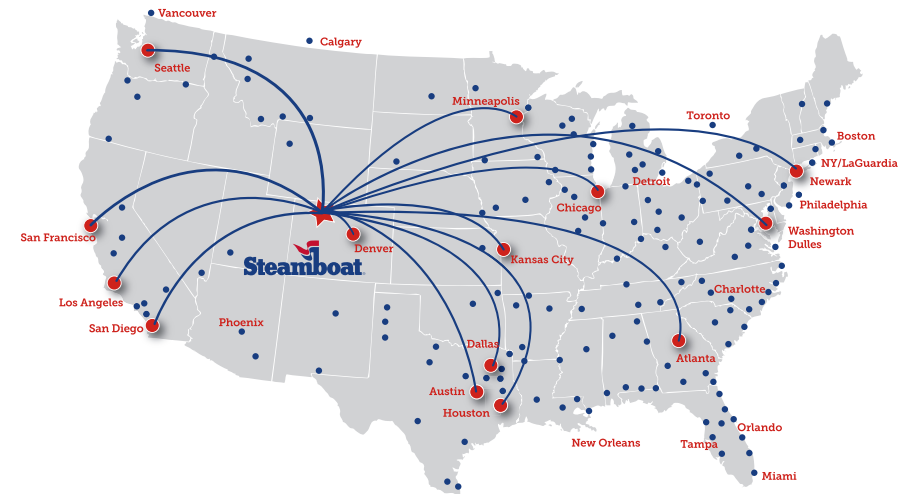 Vancouver
Calgary
Seattle
Minneapolis
Toronto
Boston
NY/LaGuardia
Detroit
Newark
Chicago
Philadelphia
San Francisco
Denver
Washington
Dulles
Kansas City
Steamboat
Los Angeles
Charlotte
San Diego
Phoenix
Dallas
Atlanta
Austin
Houston
Orlando
New Orleans
Tampa
Miami